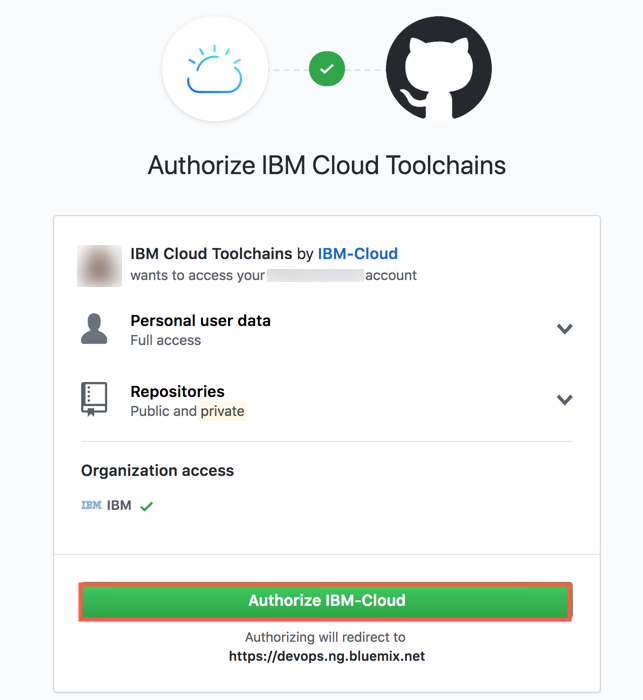 Authorize IBM Cloud Toolchains
IBM Cloud Toolchains by IBM-Cloud
wants to access your account
Personal user data
Full access
Repositories
Public and private
Organization access
IBM IBM
Authorize IBM-Cloud
Authorizing will redirect to
https://devops.ng.bluemix.net